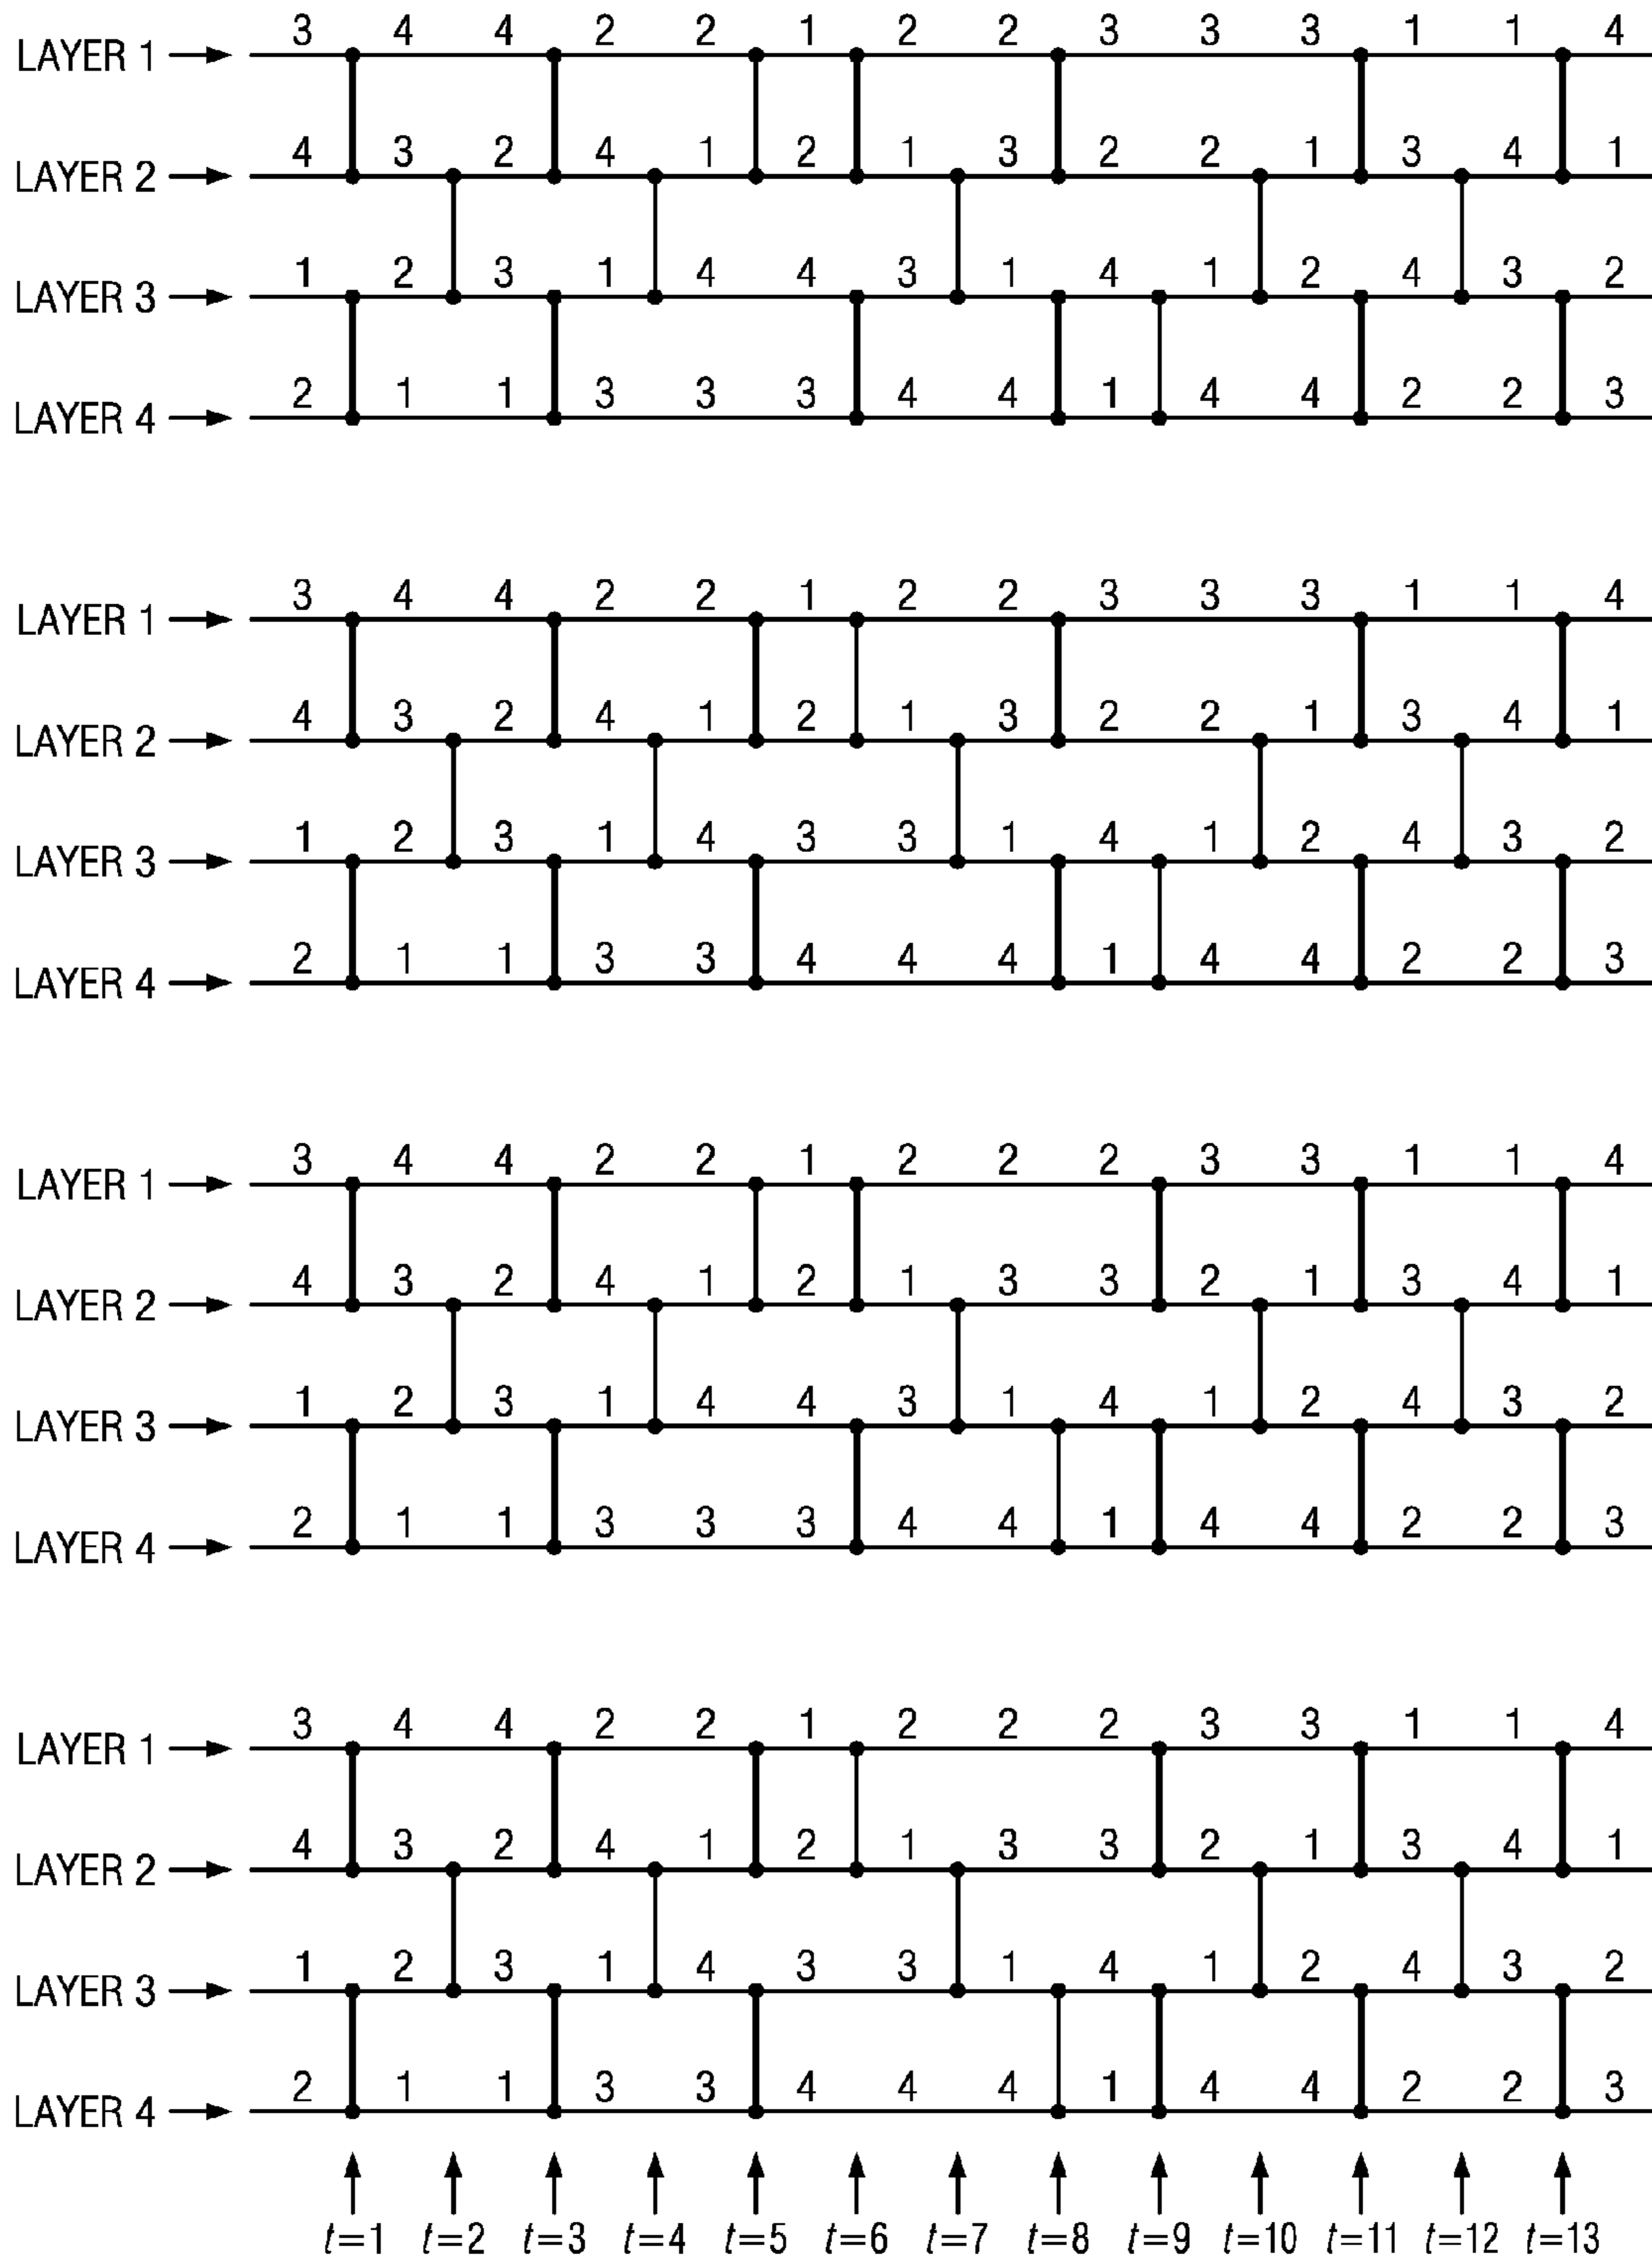 3 4 4 2 2 1 2 2 3 3 3 1 1 4
LAYER 1
4 3 2 4 1 2 1 3 2 2 1 3 4 1
LAYER 2
1 2 3 1 4 4 3 1 4 1 2 4 3 2
LAYER 3
2 1 1 3 3 3 4 4 1 4 4 2 2 3
LAYER 4
3 4 4 2 2 1 2 2 3 3 3 1 1 4
LAYER 1
4 3 2 4 1 2 1 3 2 2 1 3 4 1
LAYER 2
1 2 3 1 4 3 3 1 4 1 2 4 3 2
LAYER 3
2 1 1 3 3 4 4 4 1 4 4 2 2 3
LAYER 4
3 4 4 2 2 1 2 2 2 3 3 1 1 4
LAYER 1
4 3 2 4 1 2 1 3 3 2 1 3 4 1
LAYER 2
1 2 3 1 4 4 3 1 4 1 2 4 3 2
LAYER 3
2 1 1 3 3 3 4 4 1 4 4 2 2 3
LAYER 4
3 4 4 2 2 1 2 2 2 3 3 1 1 4
LAYER 1
4 3 2 4 1 2 1 3 3 2 1 3 4 1
LAYER 2
1 2 3 1 4 3 3 1 4 1 2 4 3 2
LAYER 3
2 1 1 3 3 4 4 4 1 4 4 2 2 3
LAYER 4
t=1 t=2 t=3 t=4 t=5 t=6 t=7 t=8 t=9 t=10 t=11 t=12 t=13